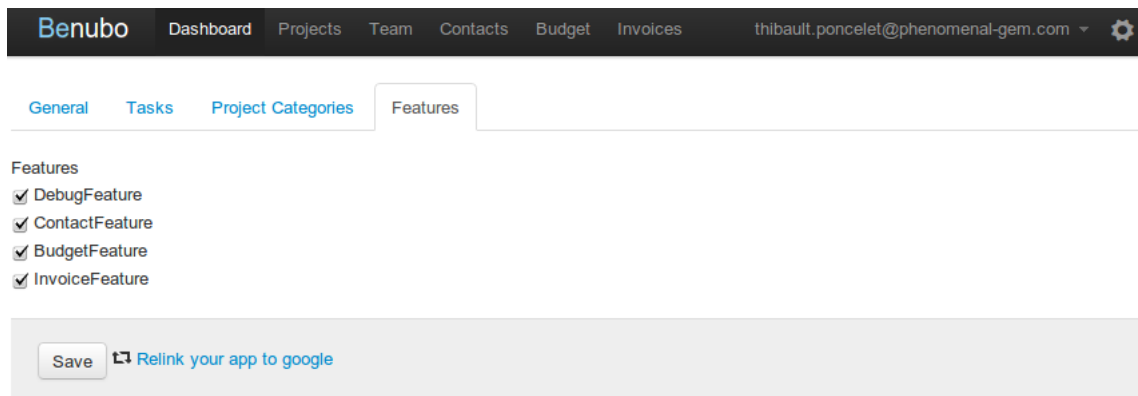 Benubo Dashboard Projects Team Contacts Budget Invoices thibault.poncelet@phenomenal-gem.com
General Tasks Project Categories Features
Features
DebugFeature
ContactFeature
BudgetFeature
InvoiceFeature
Save Relink your app to google